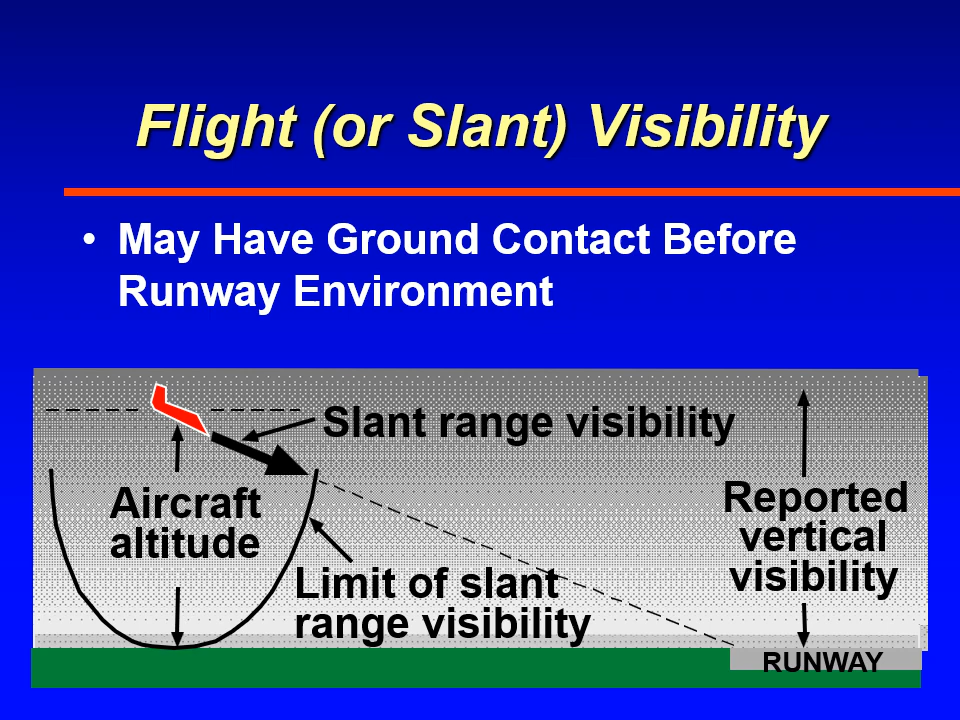 Flight (or Slant) Visibility
• May Have Ground Contact Before
Runway Environment
Slant range visibility
Aircraft
altitude
Reported
vertical
visibility
Limit of slant
range visibility
RUNWAY